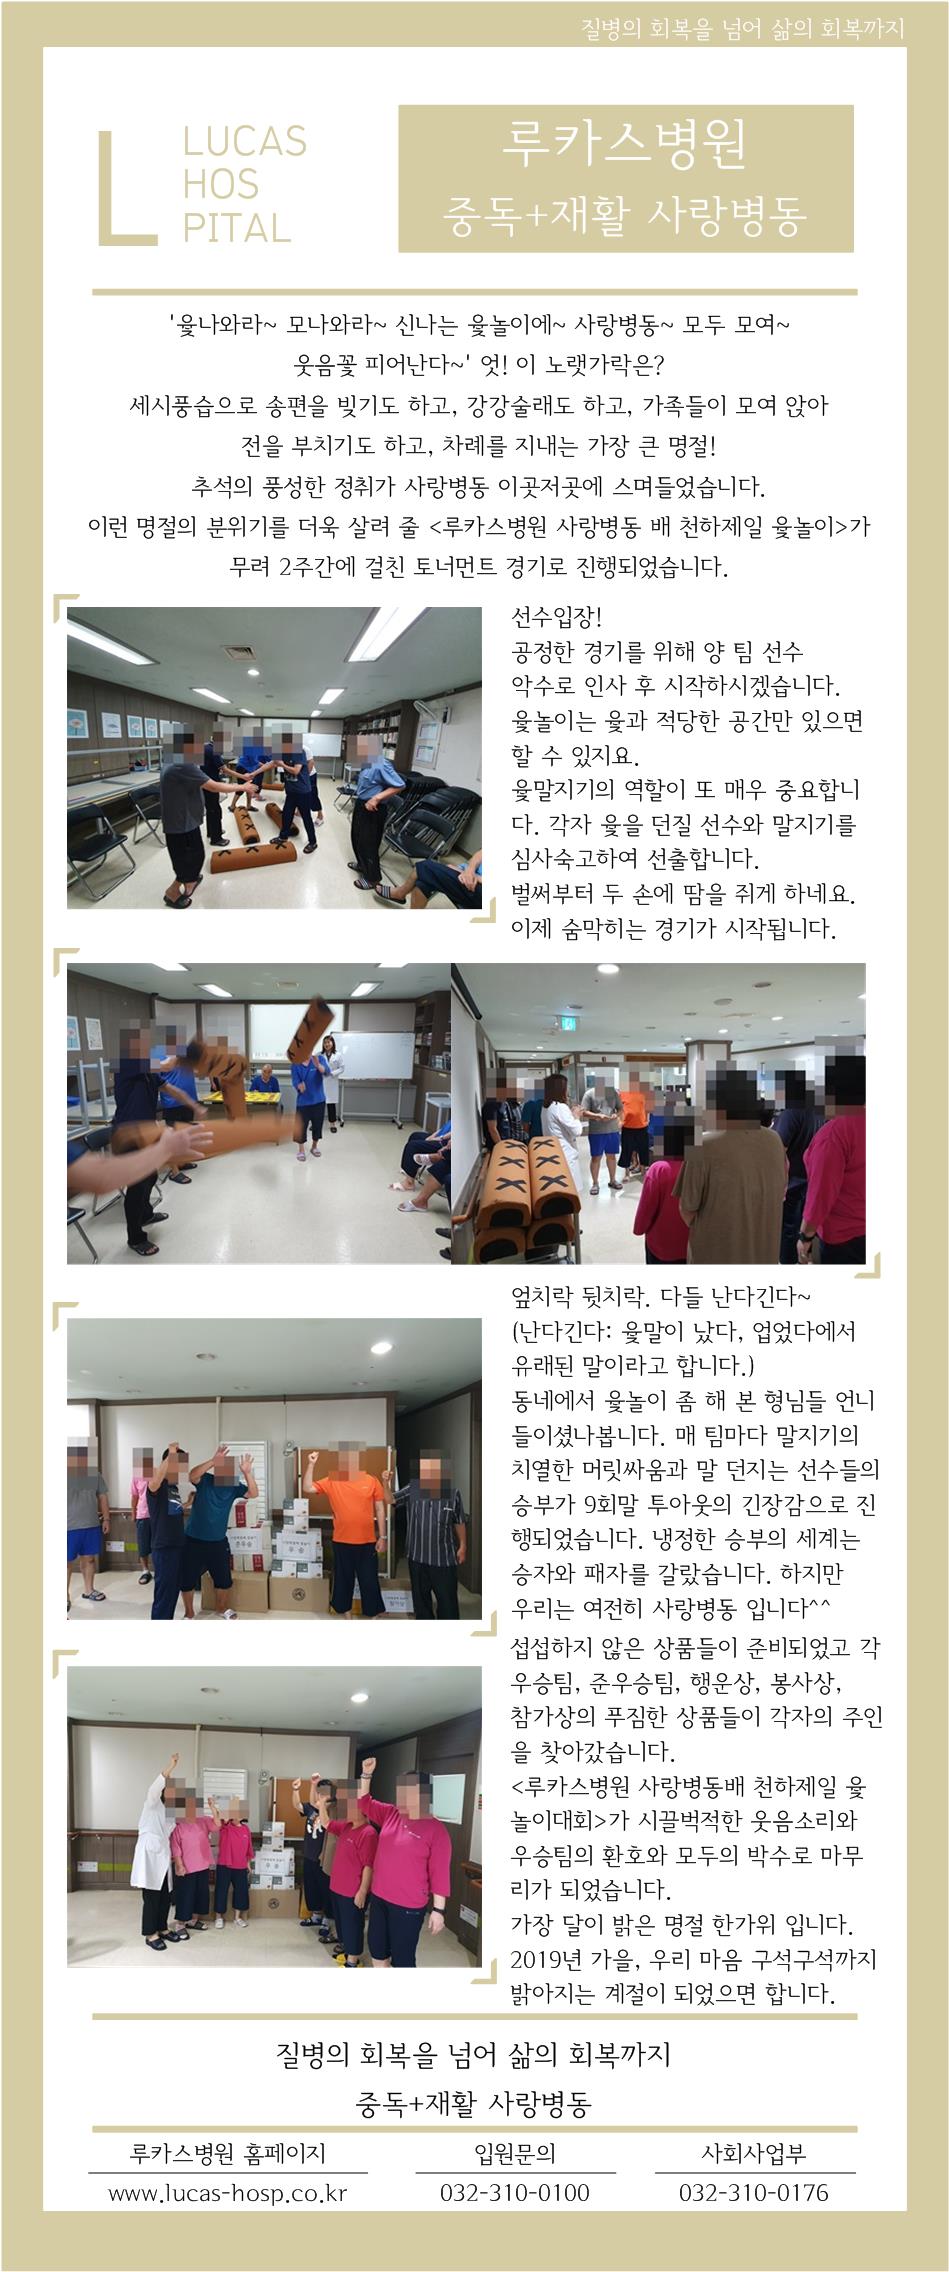 질병의 회복을 넘어 삶의 회복까지
LUCAS
HOS
PITAL
루카스병원
중독+재활 사랑병동
'윷나와라~ 모나와라~ 신나는 윷놀이에~ 사랑병동~ 모두 모여~
웃음꽃 피어난다~' 엇! 이 노랫가락은?
세시풍습으로 송편을 빚기도 하고, 강강술래도 하고, 가족들이 모여 앉아
전을 부치기도 하고, 차례를 지내는 가장 큰 명절!
추석의 풍성한 정취가 사랑병동 이곳저곳에 스며들었습니다.
이런 명절의 분위기를 더욱 살려 줄 <루카스병원 사랑병동 배 천하제일 윷놀이>가
무려 2주간에 걸친 토너먼트 경기로 진행되었습니다.
선수입장!
공정한 경기를 위해 양 팀 선수
악수로 인사 후 시작하시겠습니다.
윷놀이는 윷과 적당한 공간만 있으면
할 수 있지요.
윷말지기의 역할이 또 매우 중요합니
다. 각자 윷을 던질 선수와 말지기를
심사숙고하여 선출합니다.
벌써부터 두 손에 땀을 쥐게 하네요.
이제 숨막히는 경기가 시작됩니다.
엎치락 뒷치락. 다들 난다긴다~
(난다긴다: 윷말이 났다, 업었다에서
유래된 말이라고 합니다.)
동네에서 윷놀이 좀 해 본 형님들 언니
들이셨나봅니다. 매 팀마다 말지기의
치열한 머릿싸움과 말 던지는 선수들의
승부가 9회말 투아웃의 긴장감으로 진
행되었습니다. 냉정한 승부의 세계는
승자와 패자를 갈랐습니다. 하지만
우리는 여전히 사랑병동 입니다^^
준우승
우승
섭섭하지 않은 상품들이 준비되었고 각
우승팀, 준우승팀, 행운상, 봉사상,
참가상의 푸짐한 상품들이 각자의 주인
을 찾아갔습니다.
<루카스병원 사랑병동배 천하제일 윷
놀이대회>가 시끌벅적한 웃음소리와
우승팀의 환호와 모두의 박수로 마무
리가 되었습니다.
가장 달이 밝은 명절 한가위 입니다.
2019년 가을, 우리 마음 구석구석까지
밝아지는 계절이 되었으면 합니다.
우승
질병의 회복을 넘어 삶의 회복까지
중독+재활 사랑병동
루카스병원 홈페이지 입원문의 사회사업부
www.lucas-hosp.co.kr 032-310-0100 032-310-0176